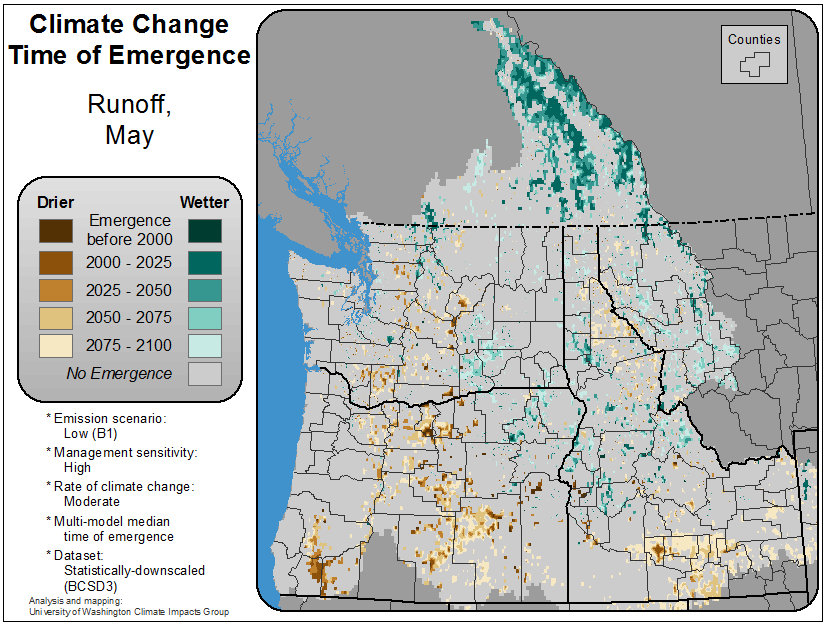 Climate Change
Time of Emergence
Runoff,
May
Counties
Drier
Wetter
Emergence
before 2000
2000 - 2025
2025 - 2050
2050 - 2075
2075 - 2100
No Emergence
* Emission scenario:
Low (B1)
* Management sensitivity:
High
* Rate of climate change:
Moderate
* Multi-model median
time of emergence
* Dataset:
Statistically-downscaled
(BCSD3)
Analysis and mapping:
University of Washington Climate Impacts Group